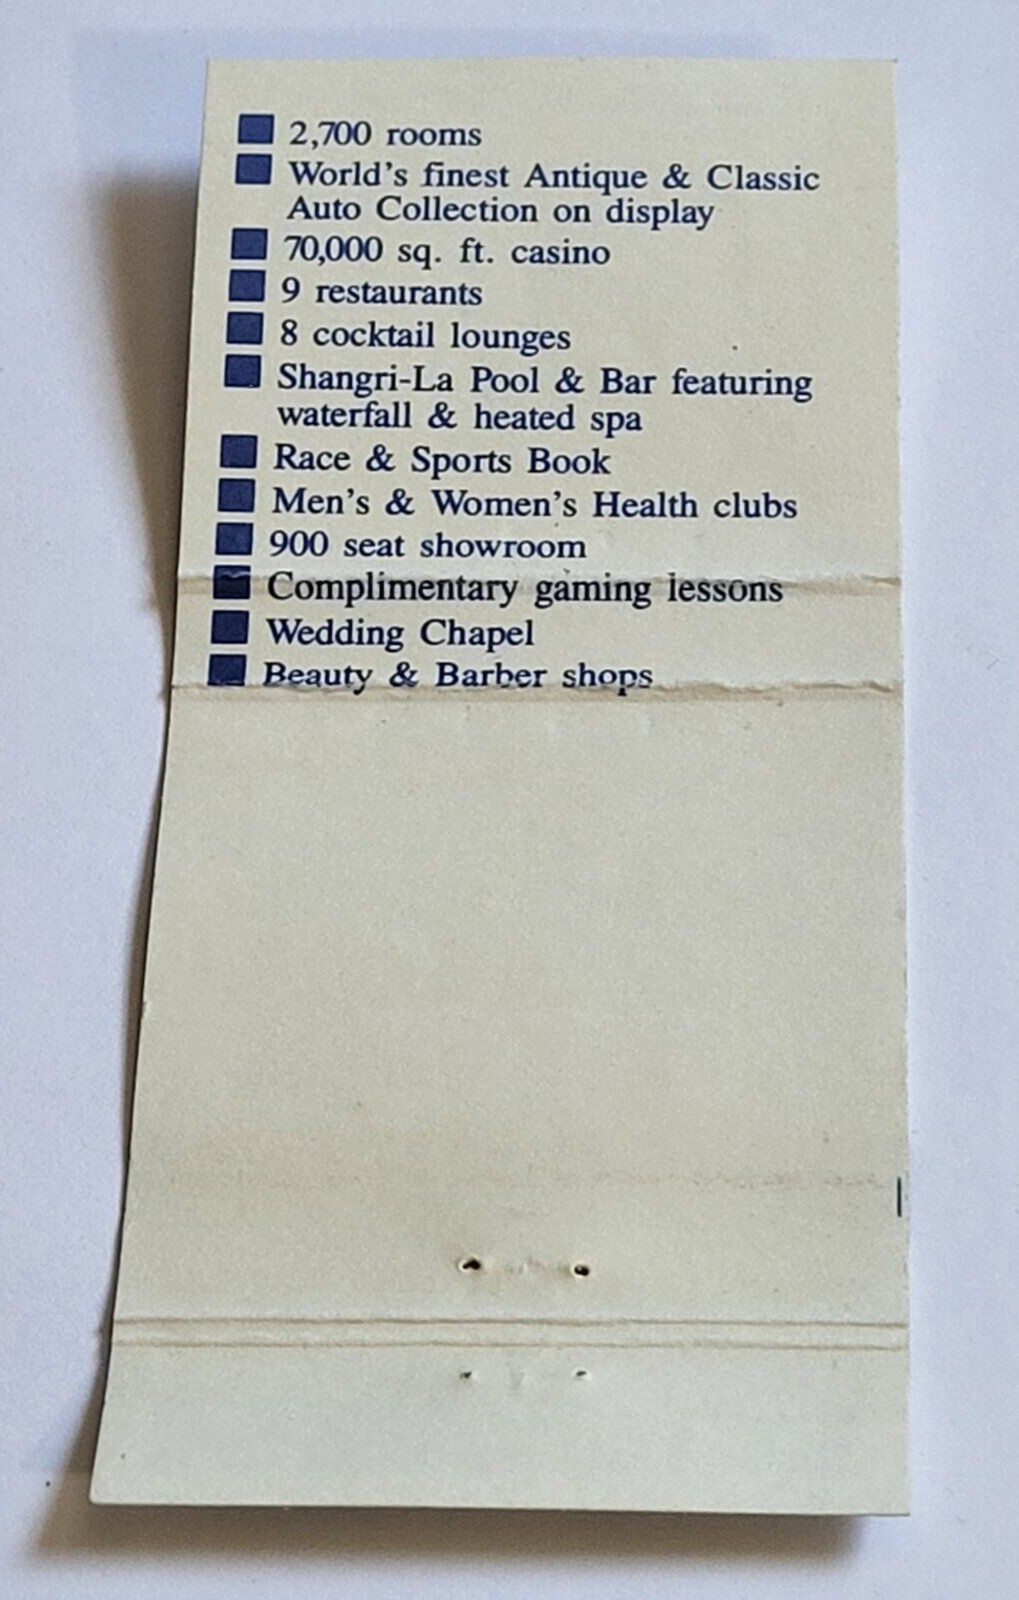 2,700 rooms
World's finest Antique & Classic
Auto Collection on display
70,000 sq. ft. casino
9 restaurants
8 cocktail lounges
Shangri-La Pool & Bar featuring
waterfall & heated spa
Race & Sports Book
Men's & Women's Health clubs
900 seat showroom
Complimentary gaming lessons
Wedding Chapel
Beauty & Barber shops